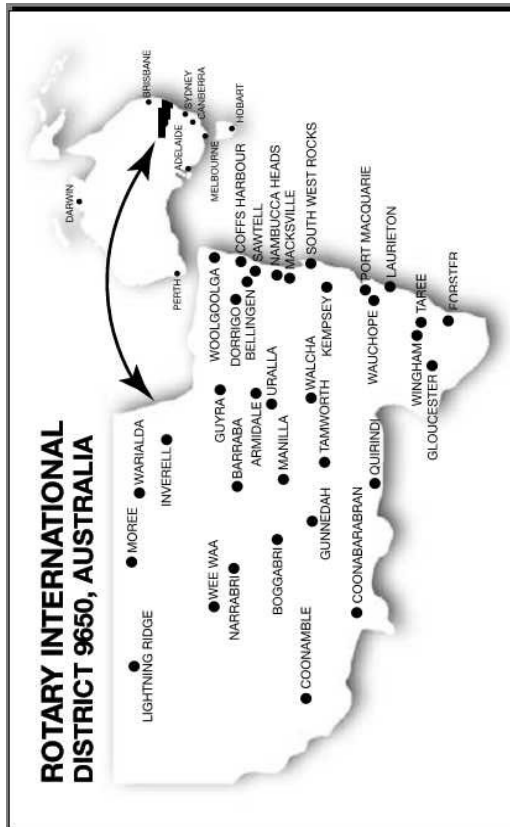 ROTARY INTERNATIONAL
DISTRICT 9650, AUSTRALIA
DARWIN
BRISBANE
PERTH
ADELAIDE
SYDNEY
CANBERRA
MELBOURNE
HOBART
LIGHTNING RIDGE
MOREE
WARIALDA
INVERELL
WEE WAA
NARRABRI
GUYRA
BARRABA
ARMIDALE
URALLA
WOOLGOOLGA
COFFS HARBOUR
DORRIGO
BELLINGEN
SAWTELL
NAMBUCCA HEADS
MACKSVILLE
BOGGABRI
MANILLA
COONAMBLE
GUNNEDAH
TAMWORTH
WALCHA
SOUTH WEST ROCKS
KEMPSEY
COONABARABRAN
QUIRINDI
WAUCHOPE
PORT MACQUARIE
LAURIETON
WINGHAM
TAREE
GLOUCESTER
FORSTER